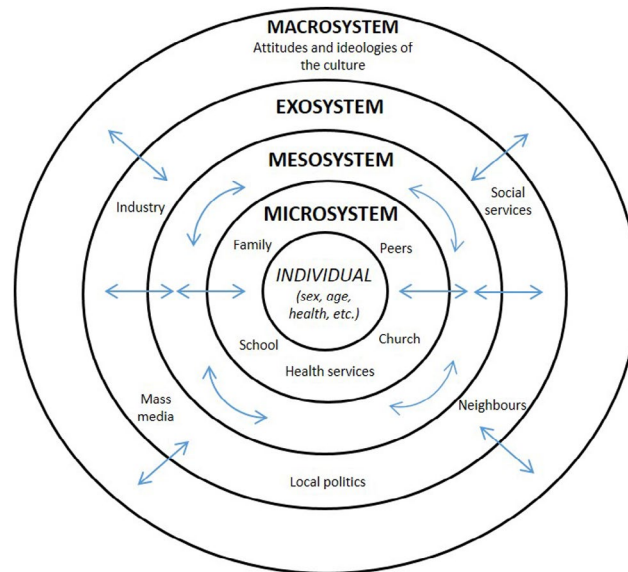 MACROSYSTEM
Attitudes and ideologies of
the culture
EXOSYSTEM
MESOSYSTEM
Industry
Social
services
MICROSYSTEM
Family
Peers
INDIVIDUAL
(sex, age,
health, etc.)
School
Church
Health services
Mass
media
Neighbours
Local politics